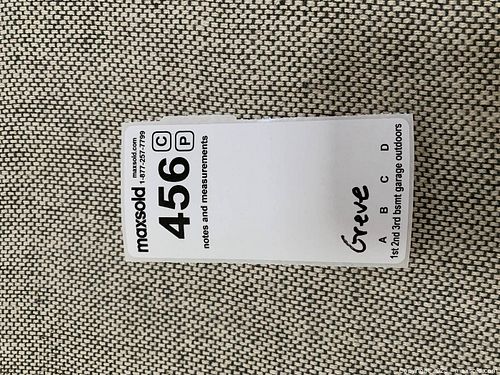 maxsold maxsold.com
1-877-257-7799
456 C P
notes and measurements
Greve
A B C D
1st 2nd 3rd bsmt garage outdoors